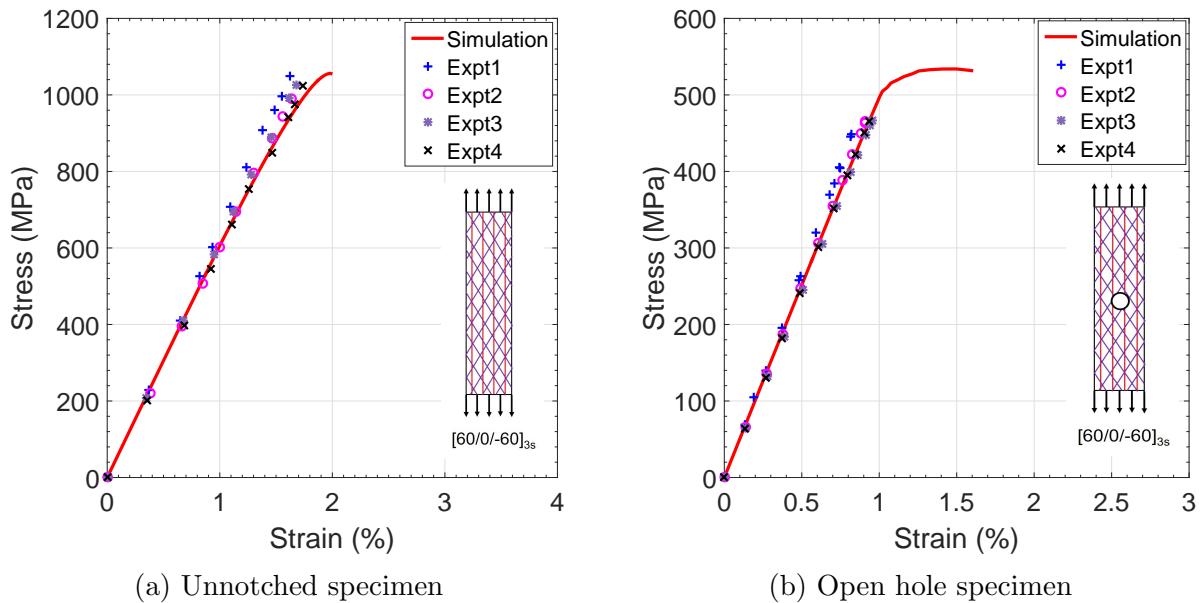 1200
1000
800
600
400
200
0
0 1 2 3 4
Stress (MPa)
Strain (%)
Simulation
Expt1
Expt2
Expt3
Expt4
[60/0/-60]3s
(a) Unnotched specimen
600
500
400
300
200
100
0
0 0.5 1 1.5 2 2.5 3
Stress (MPa)
Strain (%)
Simulation
Expt1
Expt2
Expt3
Expt4
[60/0/-60]3s
(b) Open hole specimen